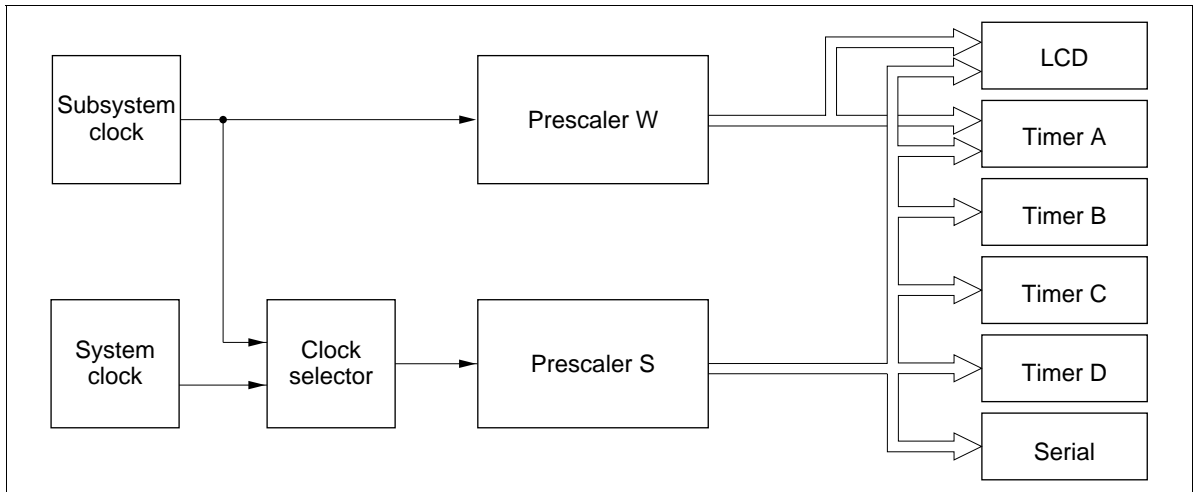 Subsystem
clock
Prescaler W
LCD
Timer A
Timer B
System
clock
Clock
selector
Prescaler S
Timer C
Timer D
Serial